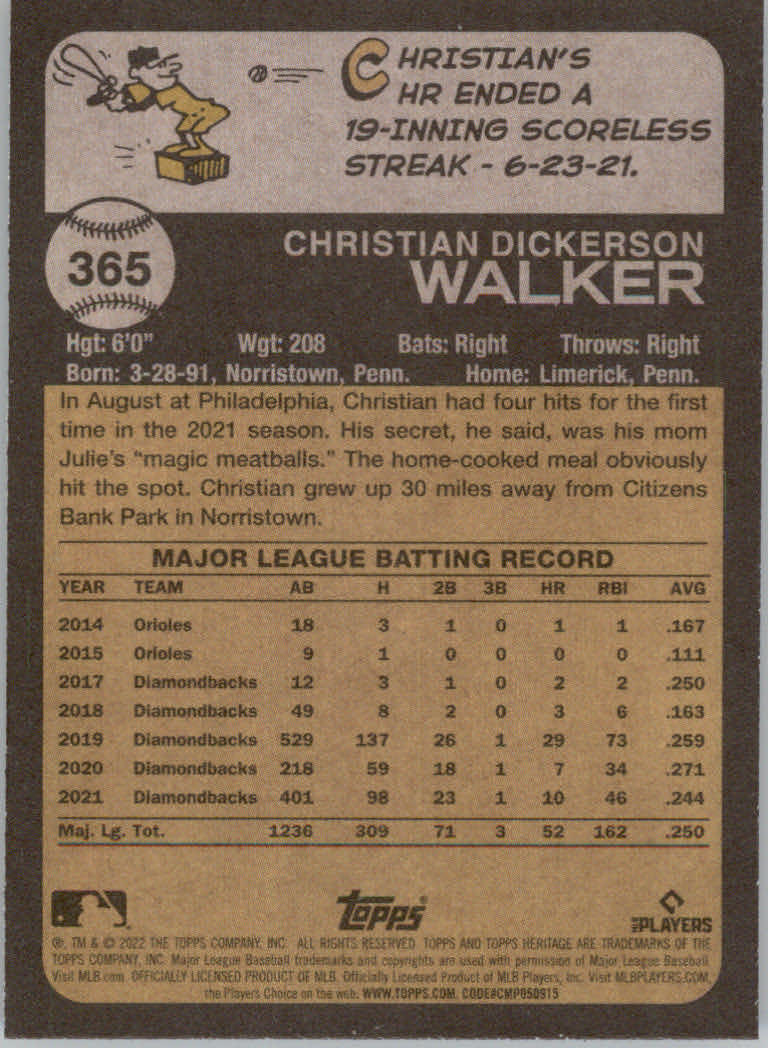 CHRISTIAN'S
HR ENDED A
19-INNING SCORELESS
STREAK - 6-23-21.
365
CHRISTIAN DICKERSON
WALKER
Hgt: 6'0" Wgt: 208 Bats: Right Throws: Right
Born: 3-28-91, Norristown, Penn. Home: Limerick, Penn.
In August at Philadelphia, Christian had four hits for the first
time in the 2021 season. His secret, he said, was his mom
Julie's "magic meatballs." The home-cooked meal obviously
hit the spot. Christian grew up 30 miles away from Citizens
Bank Park in Norristown.
MAJOR LEAGUE BATTING RECORD
YEAR TEAM AB H 2B 3B HR RBI AVG
2014 Orioles 18 3 1 0 1 1 .167
2015 Orioles 9 1 0 0 0 0 .111
2017 Diamondbacks 12 3 1 0 2 2 .250
2018 Diamondbacks 49 8 2 0 3 6 .163
2019 Diamondbacks 529 137 26 1 29 73 .259
2020 Diamondbacks 218 59 18 1 7 34 .271
2021 Diamondbacks 401 98 23 1 10 46 .244
Maj. Lg. Tot. 1236 309 71 3 52 162 .250
topps
MLB PLAYERS
®, TM & © 2022 THE TOPPS COMPANY, INC. ALL RIGHTS RESERVED. TOPPS AND TOPPS HERITAGE ARE TRADEMARKS OF THE
TOPPS COMPANY, INC. Major League Baseball trademarks and copyrights are used with permission of Major League Baseball.
Visit MLB.com. OFFICIALLY LICENSED PRODUCT OF MLB. Officially Licensed Product of MLB Players, Inc. Visit MLBPLAYERS.COM,
the Players Choice on the web. WWW.TOPPS.COM. CODE#CMP050915